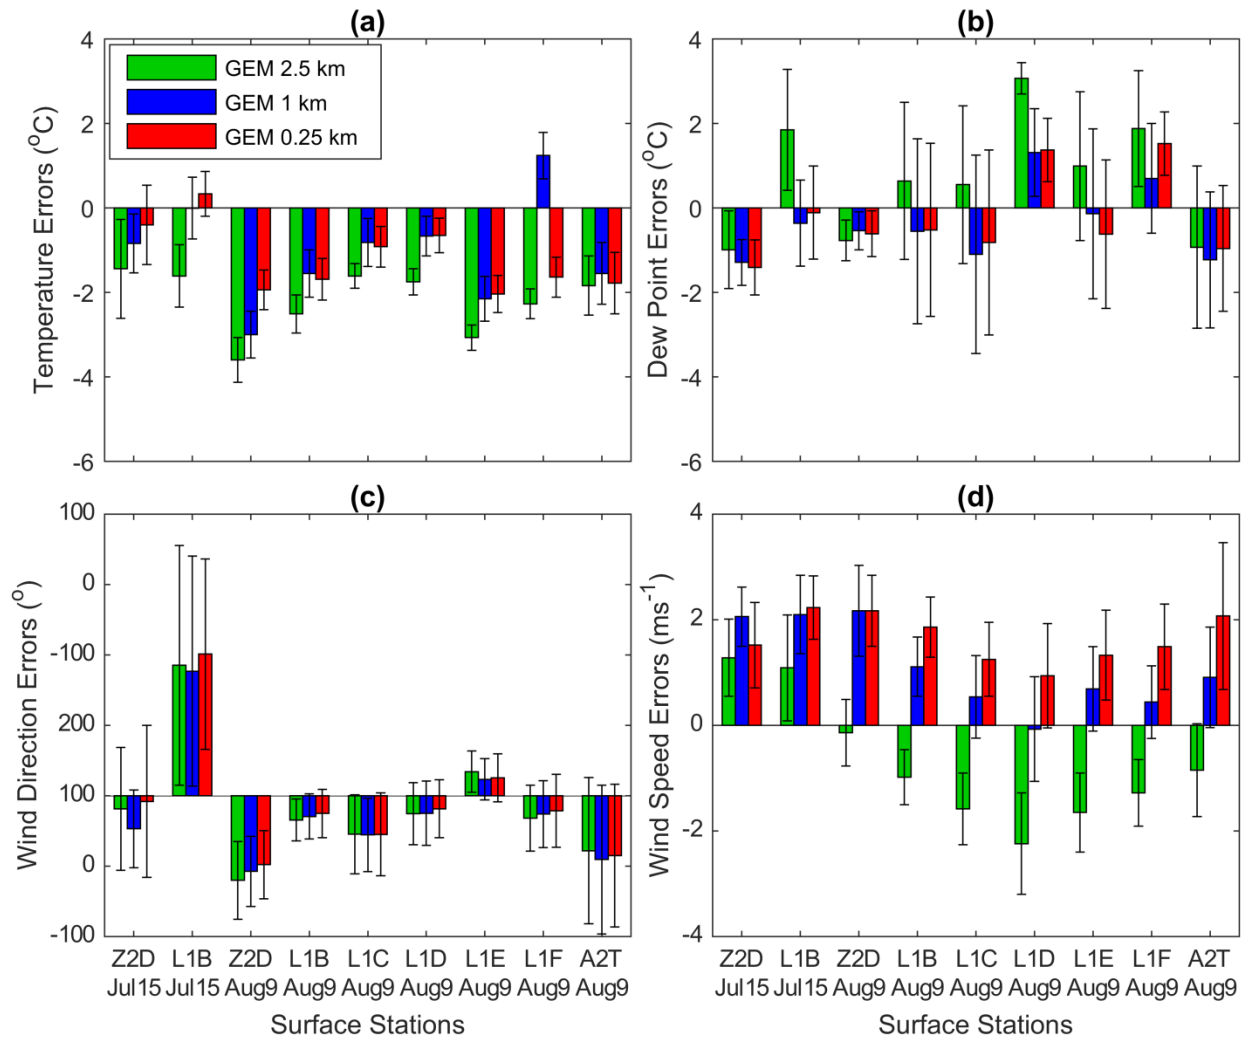 (a)
4
2
0
-2
-4
-6
Temperature Errors (°C)
GEM 2.5 km
GEM 1 km
GEM 0.25 km
(b)
4
2
0
-2
-4
-6
Dew Point Errors (°C)
(c)
100
0
-100
200
100
0
-100
Wind Direction Errors (°)
Z2D L1B Z2D L1B L1C L1D L1E L1F A2T
Jul15 Jul15 Aug9 Aug9 Aug9 Aug9 Aug9 Aug9 Aug9
Surface Stations
(d)
4
2
0
-2
-4
Wind Speed Errors (ms⁻¹)
Z2D L1B Z2D L1B L1C L1D L1E L1F A2T
Jul15 Jul15 Aug9 Aug9 Aug9 Aug9 Aug9 Aug9 Aug9
Surface Stations